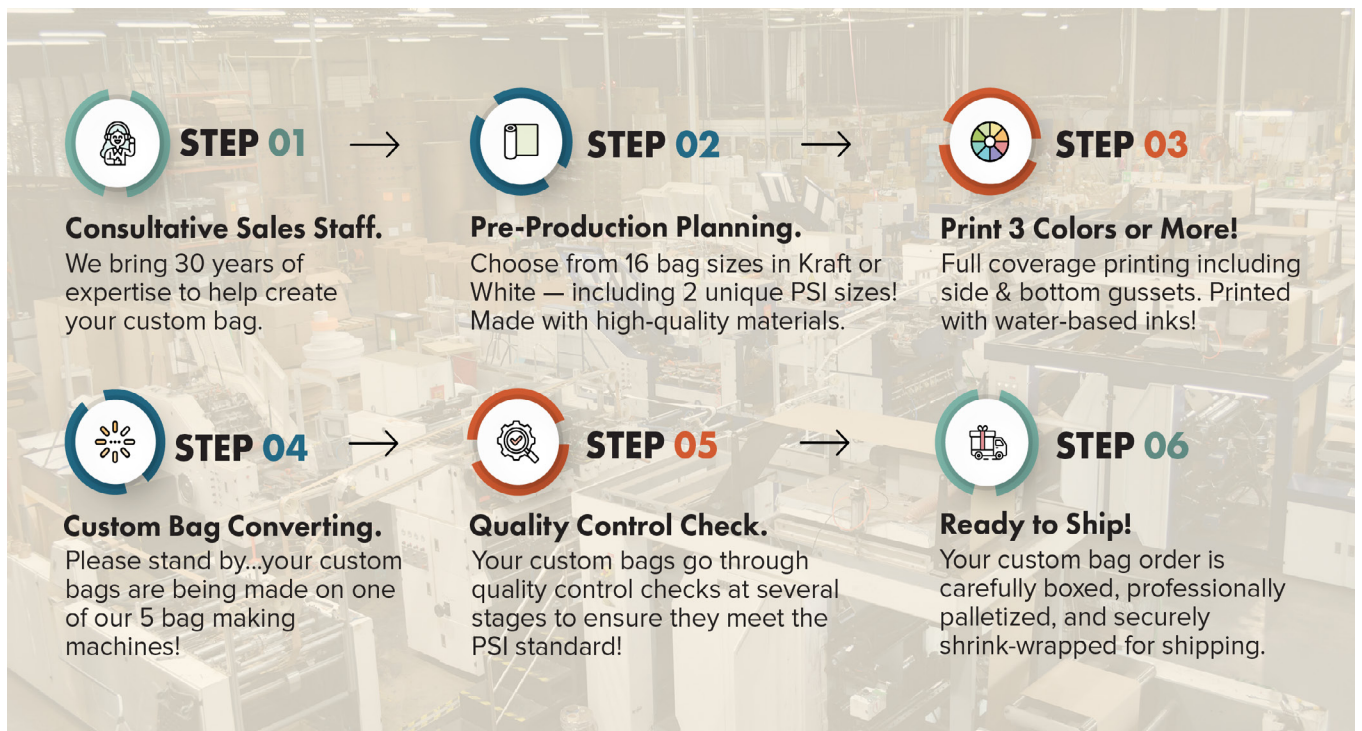 STEP 01
Consultative Sales Staff.
We bring 30 years of
expertise to help create
your custom bag.
STEP 02
Pre-Production Planning.
Choose from 16 bag sizes in Kraft or
White — including 2 unique PSI sizes!
Made with high-quality materials.
STEP 03
Print 3 Colors or More!
Full coverage printing including
side & bottom gussets. Printed
with water-based inks!
STEP 04
Custom Bag Converting.
Please stand by...your custom
bags are being made on one
of our 5 bag making
machines!
STEP 05
Quality Control Check.
Your custom bags go through
quality control checks at several
stages to ensure they meet the
PSI standard!
STEP 06
Ready to Ship!
Your custom bag order is
carefully boxed, professionally
palletized, and securely
shrink-wrapped for shipping.